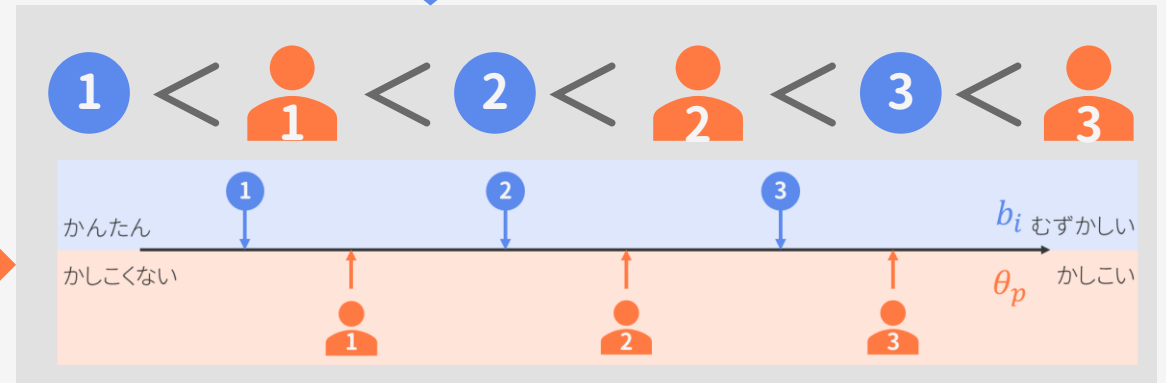 1 < 1 < 2 < 2 < 3 < 3
1 2 3
かんたん b_i むずかしい
かしこくない θ_p かしこい
1 2 3